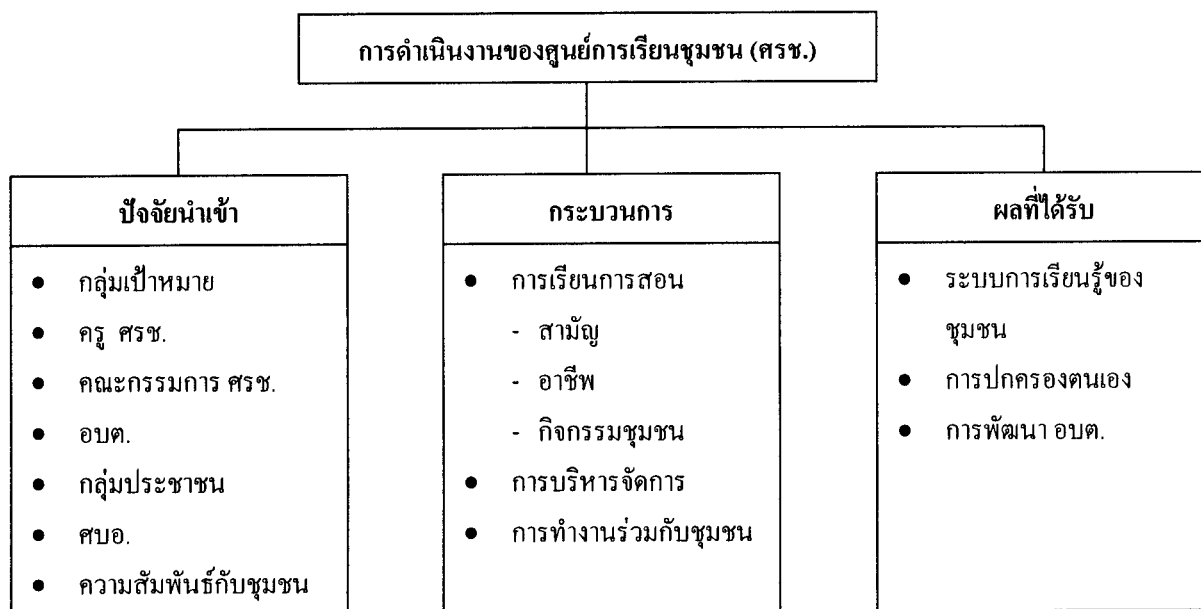 การดำเนินงานของศูนย์การเรียนชุมชน (ศรช.)
ปัจจัยนำเข้า
● กลุ่มเป้าหมาย
● ครู ศรช.
● คณะกรรมการ ศรช.
● อบต.
● กลุ่มประชาชน
● ศบอ.
● ความสัมพันธ์กับชุมชน
กระบวนการ
● การเรียนการสอน
- สามัญ
- อาชีพ
- กิจกรรมชุมชน
● การบริหารจัดการ
● การทำงานร่วมกับชุมชน
ผลที่ได้รับ
● ระบบการเรียนรู้ของ
ชุมชน
● การปกครองตนเอง
● การพัฒนา อบต.